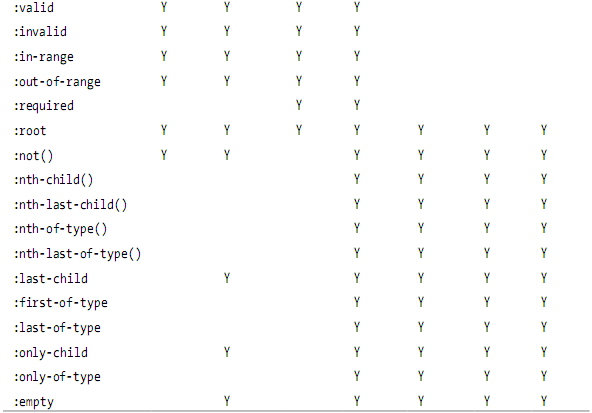 :valid Y Y Y Y
:invalid Y Y Y Y
:in-range Y Y Y Y
:out-of-range Y Y Y Y
:required Y Y
:root Y Y Y Y Y Y Y
:not() Y Y Y Y Y Y
:nth-child() Y Y Y Y
:nth-last-child() Y Y Y Y
:nth-of-type() Y Y Y Y
:nth-last-of-type() Y Y Y Y
:last-child Y Y Y Y Y
:first-of-type Y Y Y Y
:last-of-type Y Y Y Y
:only-child Y Y Y Y Y
:only-of-type Y Y Y Y
:empty Y Y Y Y Y